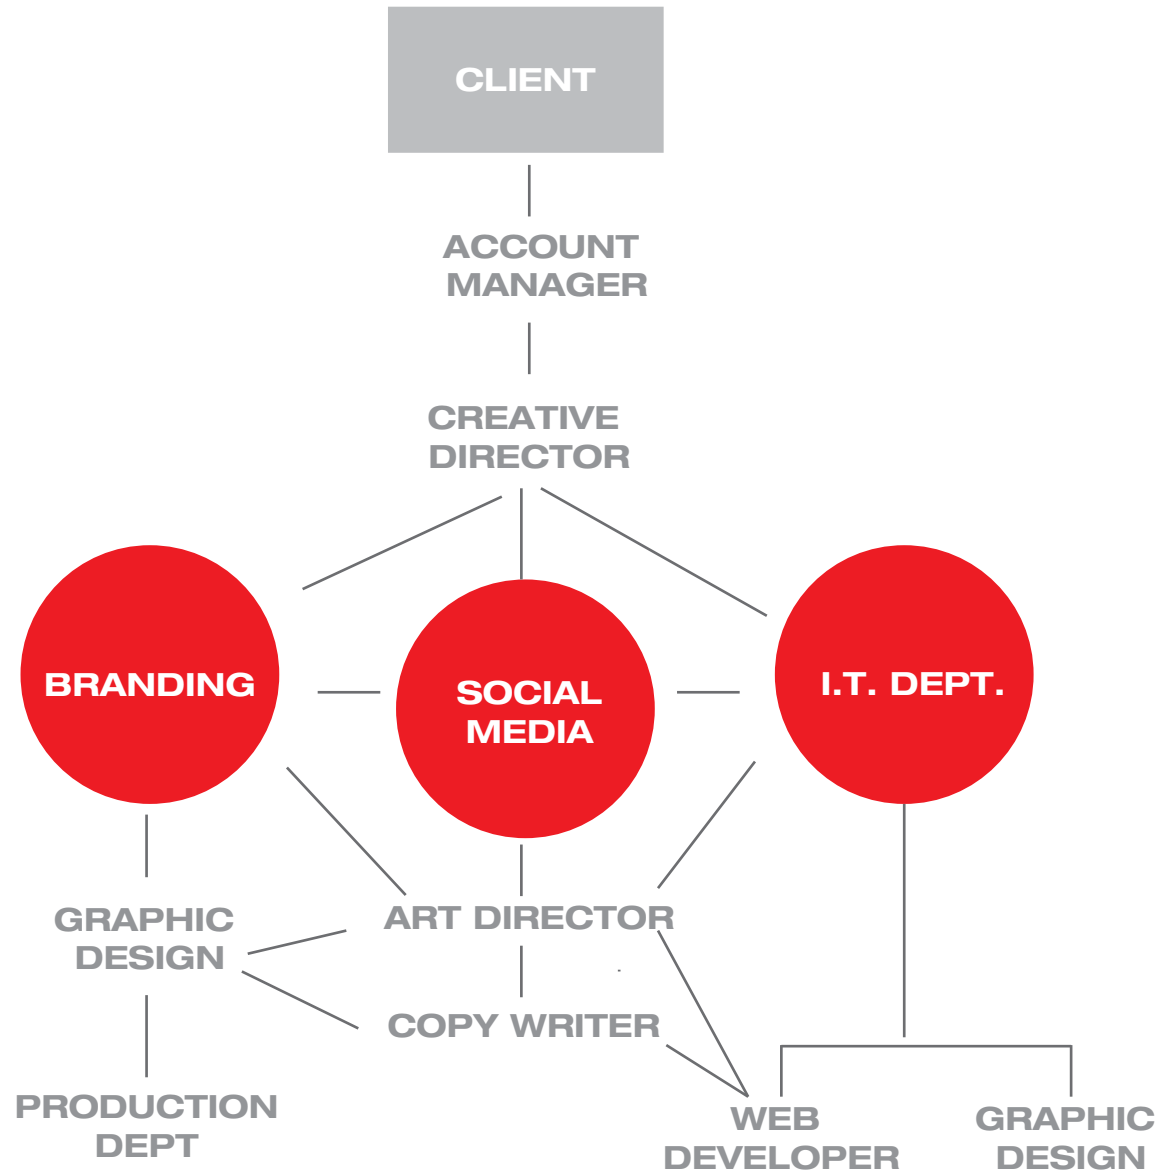 CLIENT
ACCOUNT
MANAGER
CREATIVE
DIRECTOR
BRANDING
SOCIAL
MEDIA
I.T. DEPT.
GRAPHIC
DESIGN
ART DIRECTOR
COPY WRITER
PRODUCTION
DEPT
WEB
DEVELOPER
GRAPHIC
DESIGN